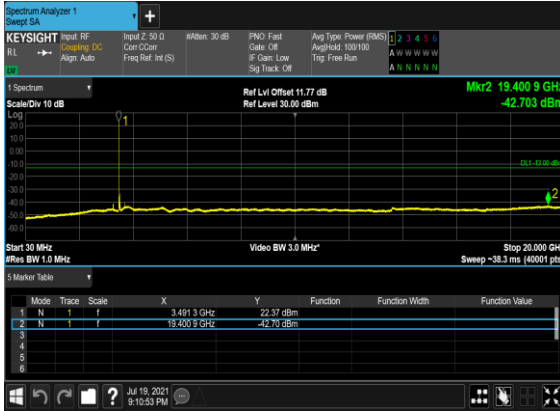 Spectrum Analyzer 1
Swept SA
+
KEYSIGHT Input: RF Input Z: 50 Ω #Atten: 30 dB PNO: Fast Avg Type: Power (RMS) 1 2 3 4 5 6
RL Coupling: DC Corr CCorr Gate: Off Avg|Hold: 100/100 A W W W W W
Align: Auto Freq Ref: Int (S) IF Gain: Low Trig: Free Run
Sig Track: Off A N N N N N
1 Spectrum Ref Lvl Offset 11.77 dB Mkr2 19.400 9 GHz
Scale/Div 10 dB Ref Level 30.00 dBm -42.703 dBm
Log
20.0
10.0
0.00
-10.0
-20.0
-30.0
-40.0
-50.0
-60.0
1
DL1 -13.00 dBm
2
Start 30 MHz Video BW 3.0 MHz* Stop 20.000 GHz
#Res BW 1.0 MHz Sweep ~38.3 ms (40001 pts)
5 Marker Table
Mode Trace Scale X Y Function Function Width Function Value
1 N 1 f 3.491 3 GHz 22.37 dBm
2 N 1 f 19.400 9 GHz -42.70 dBm
3
4
5
6
? Jul 19, 2021
9:10:53 PM